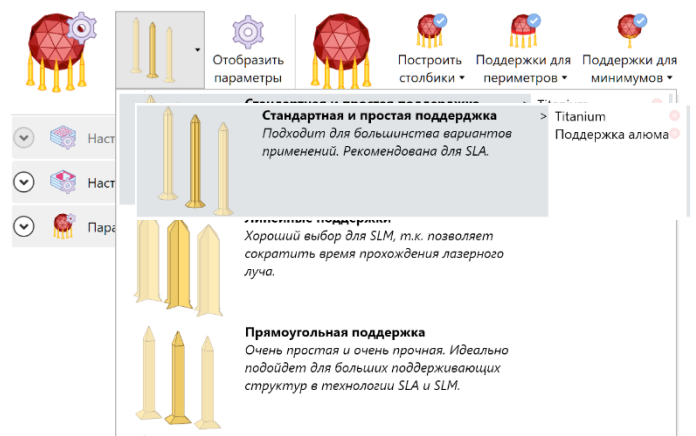 Отобразить
параметры
Построить
столбики
Поддержки для
периметров
Поддержки для
минимумов
Стандартная и простая поддерджка > Titanium
Подходит для большинства вариантов
применений. Рекомендована для SLA.
Поддержка алюма
Наст
Наст
Пара
Линейные поддержки
Хороший выбор для SLM, т.к. позволяет
сократить время прохождения лазерного
луча.
Прямоугольная поддержка
Очень простая и очень прочная. Идеально
подойдет для больших поддерживающих
структур в технологии SLA и SLM.